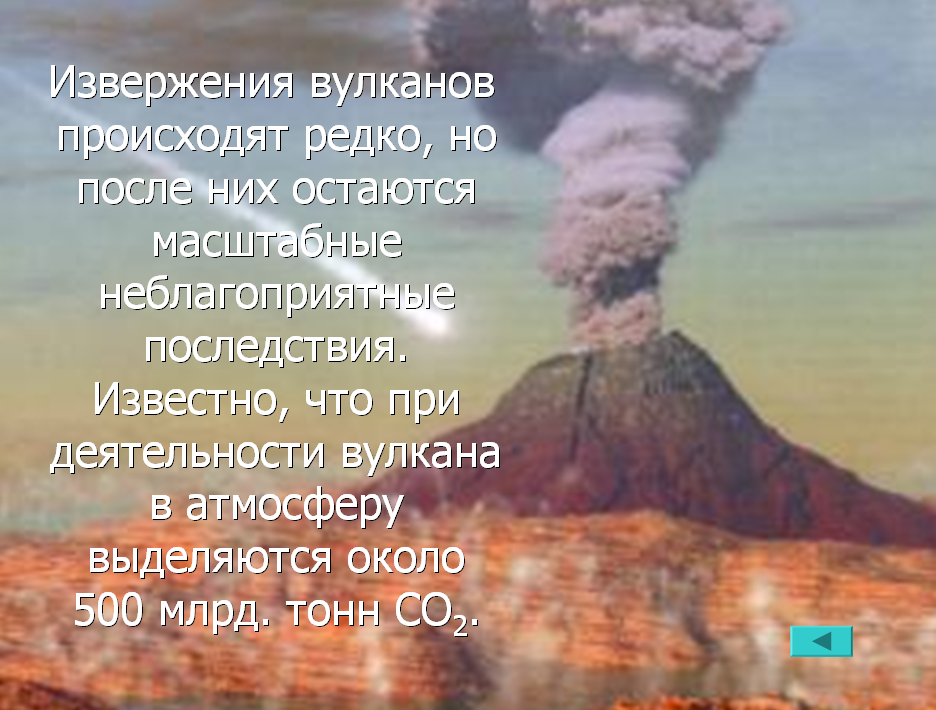 Извержения вулканов
происходят редко, но
после них остаются
масштабные
неблагоприятные
последствия.
Известно, что при
деятельности вулкана
в атмосферу
выделяются около
500 млрд. тонн CO₂.